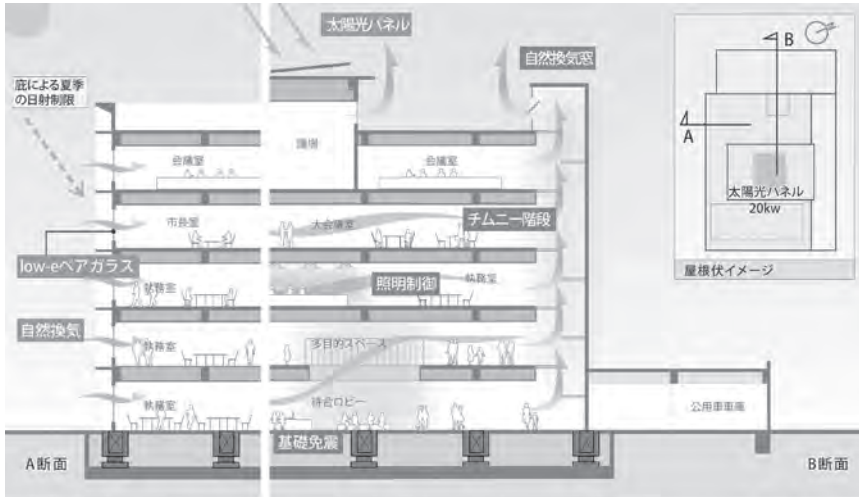 太陽光パネル
自然換気窓
庇による夏季
の日射制限
議場
会議室
会議室
市長室
大会議室
チムニー階段
low-eペアガラス
執務室
照明制御
執務室
自然換気
執務室
多目的スペース
執務室
待合ロビー
公用車車庫
基礎免震
A断面
B断面
B
A
太陽光パネル
20kw
屋根伏イメージ